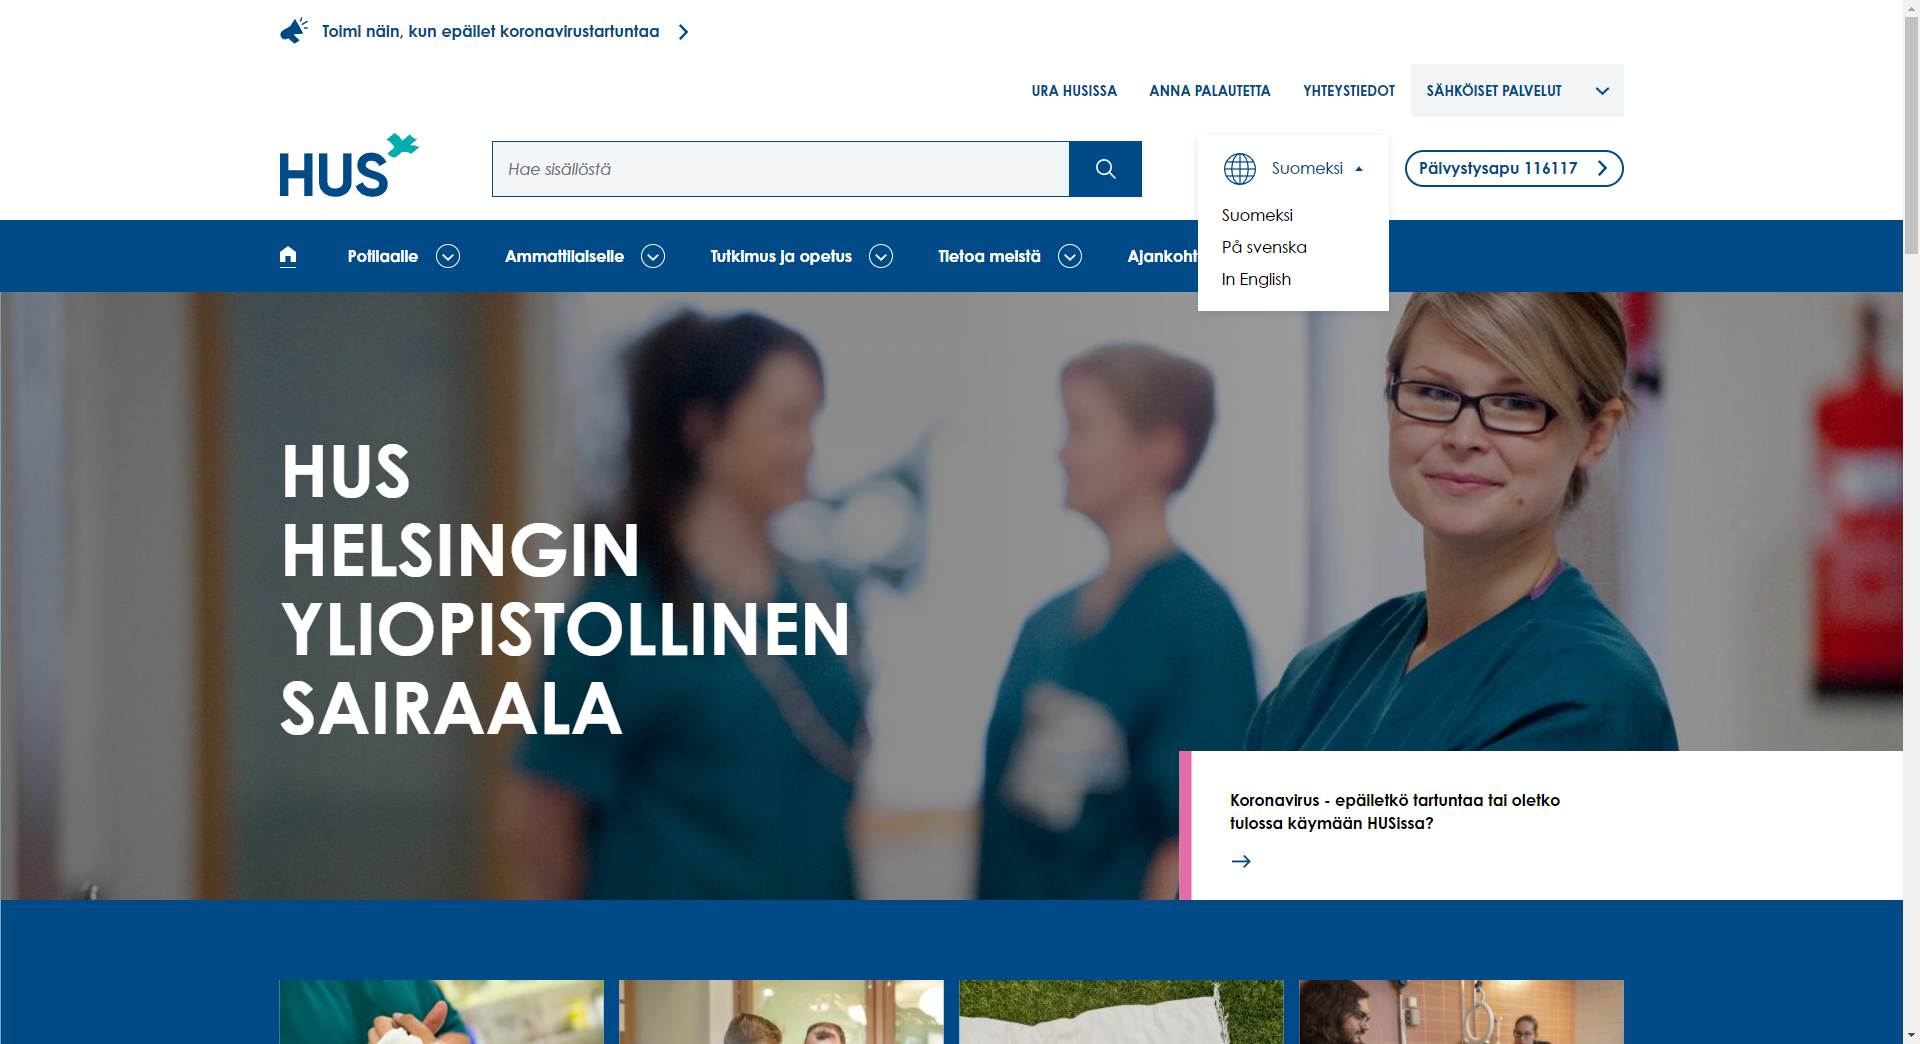 Toimi näin, kun epäilet koronavirustartuntaa
URA HUSISSA ANNA PALAUTETTA YHTEYSTIEDOT SÄHKÖISET PALVELUT
HUS Hae sisällöstä Suomeksi Päivystysapu 116117
Suomeksi
På svenska
In English
Potilaalle Ammattilaiselle Tutkimus ja opetus Tietoa meistä Ajankoht
HUS
HELSINGIN
YLIOPISTOLLINEN
SAIRAALA
Koronavirus - epäiletkö tartuntaa tai oletko
tulossa käymään HUSissa?